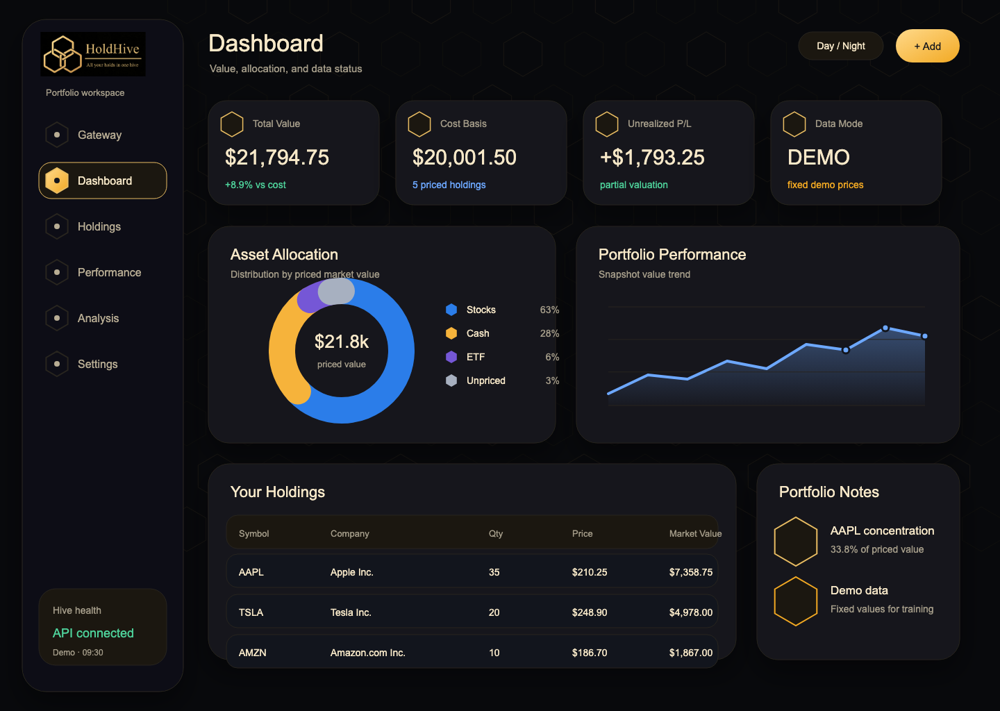 HoldHive
All your holds in one hive
Portfolio workspace
Gateway
Dashboard
Holdings
Performance
Analysis
Settings
Hive health
API connected
Demo · 09:30
Dashboard
Value, allocation, and data status
Day / Night
+ Add
Total Value
$21,794.75
+8.9% vs cost
Cost Basis
$20,001.50
5 priced holdings
Unrealized P/L
+$1,793.25
partial valuation
Data Mode
DEMO
fixed demo prices
Asset Allocation
Distribution by priced market value
$21.8k
priced value
Stocks 63%
Cash 28%
ETF 6%
Unpriced 3%
Portfolio Performance
Snapshot value trend
Your Holdings
Symbol Company Qty Price Market Value
AAPL Apple Inc. 35 $210.25 $7,358.75
TSLA Tesla Inc. 20 $248.90 $4,978.00
AMZN Amazon.com Inc. 10 $186.70 $1,867.00
Portfolio Notes
AAPL concentration
33.8% of priced value
Demo data
Fixed values for training